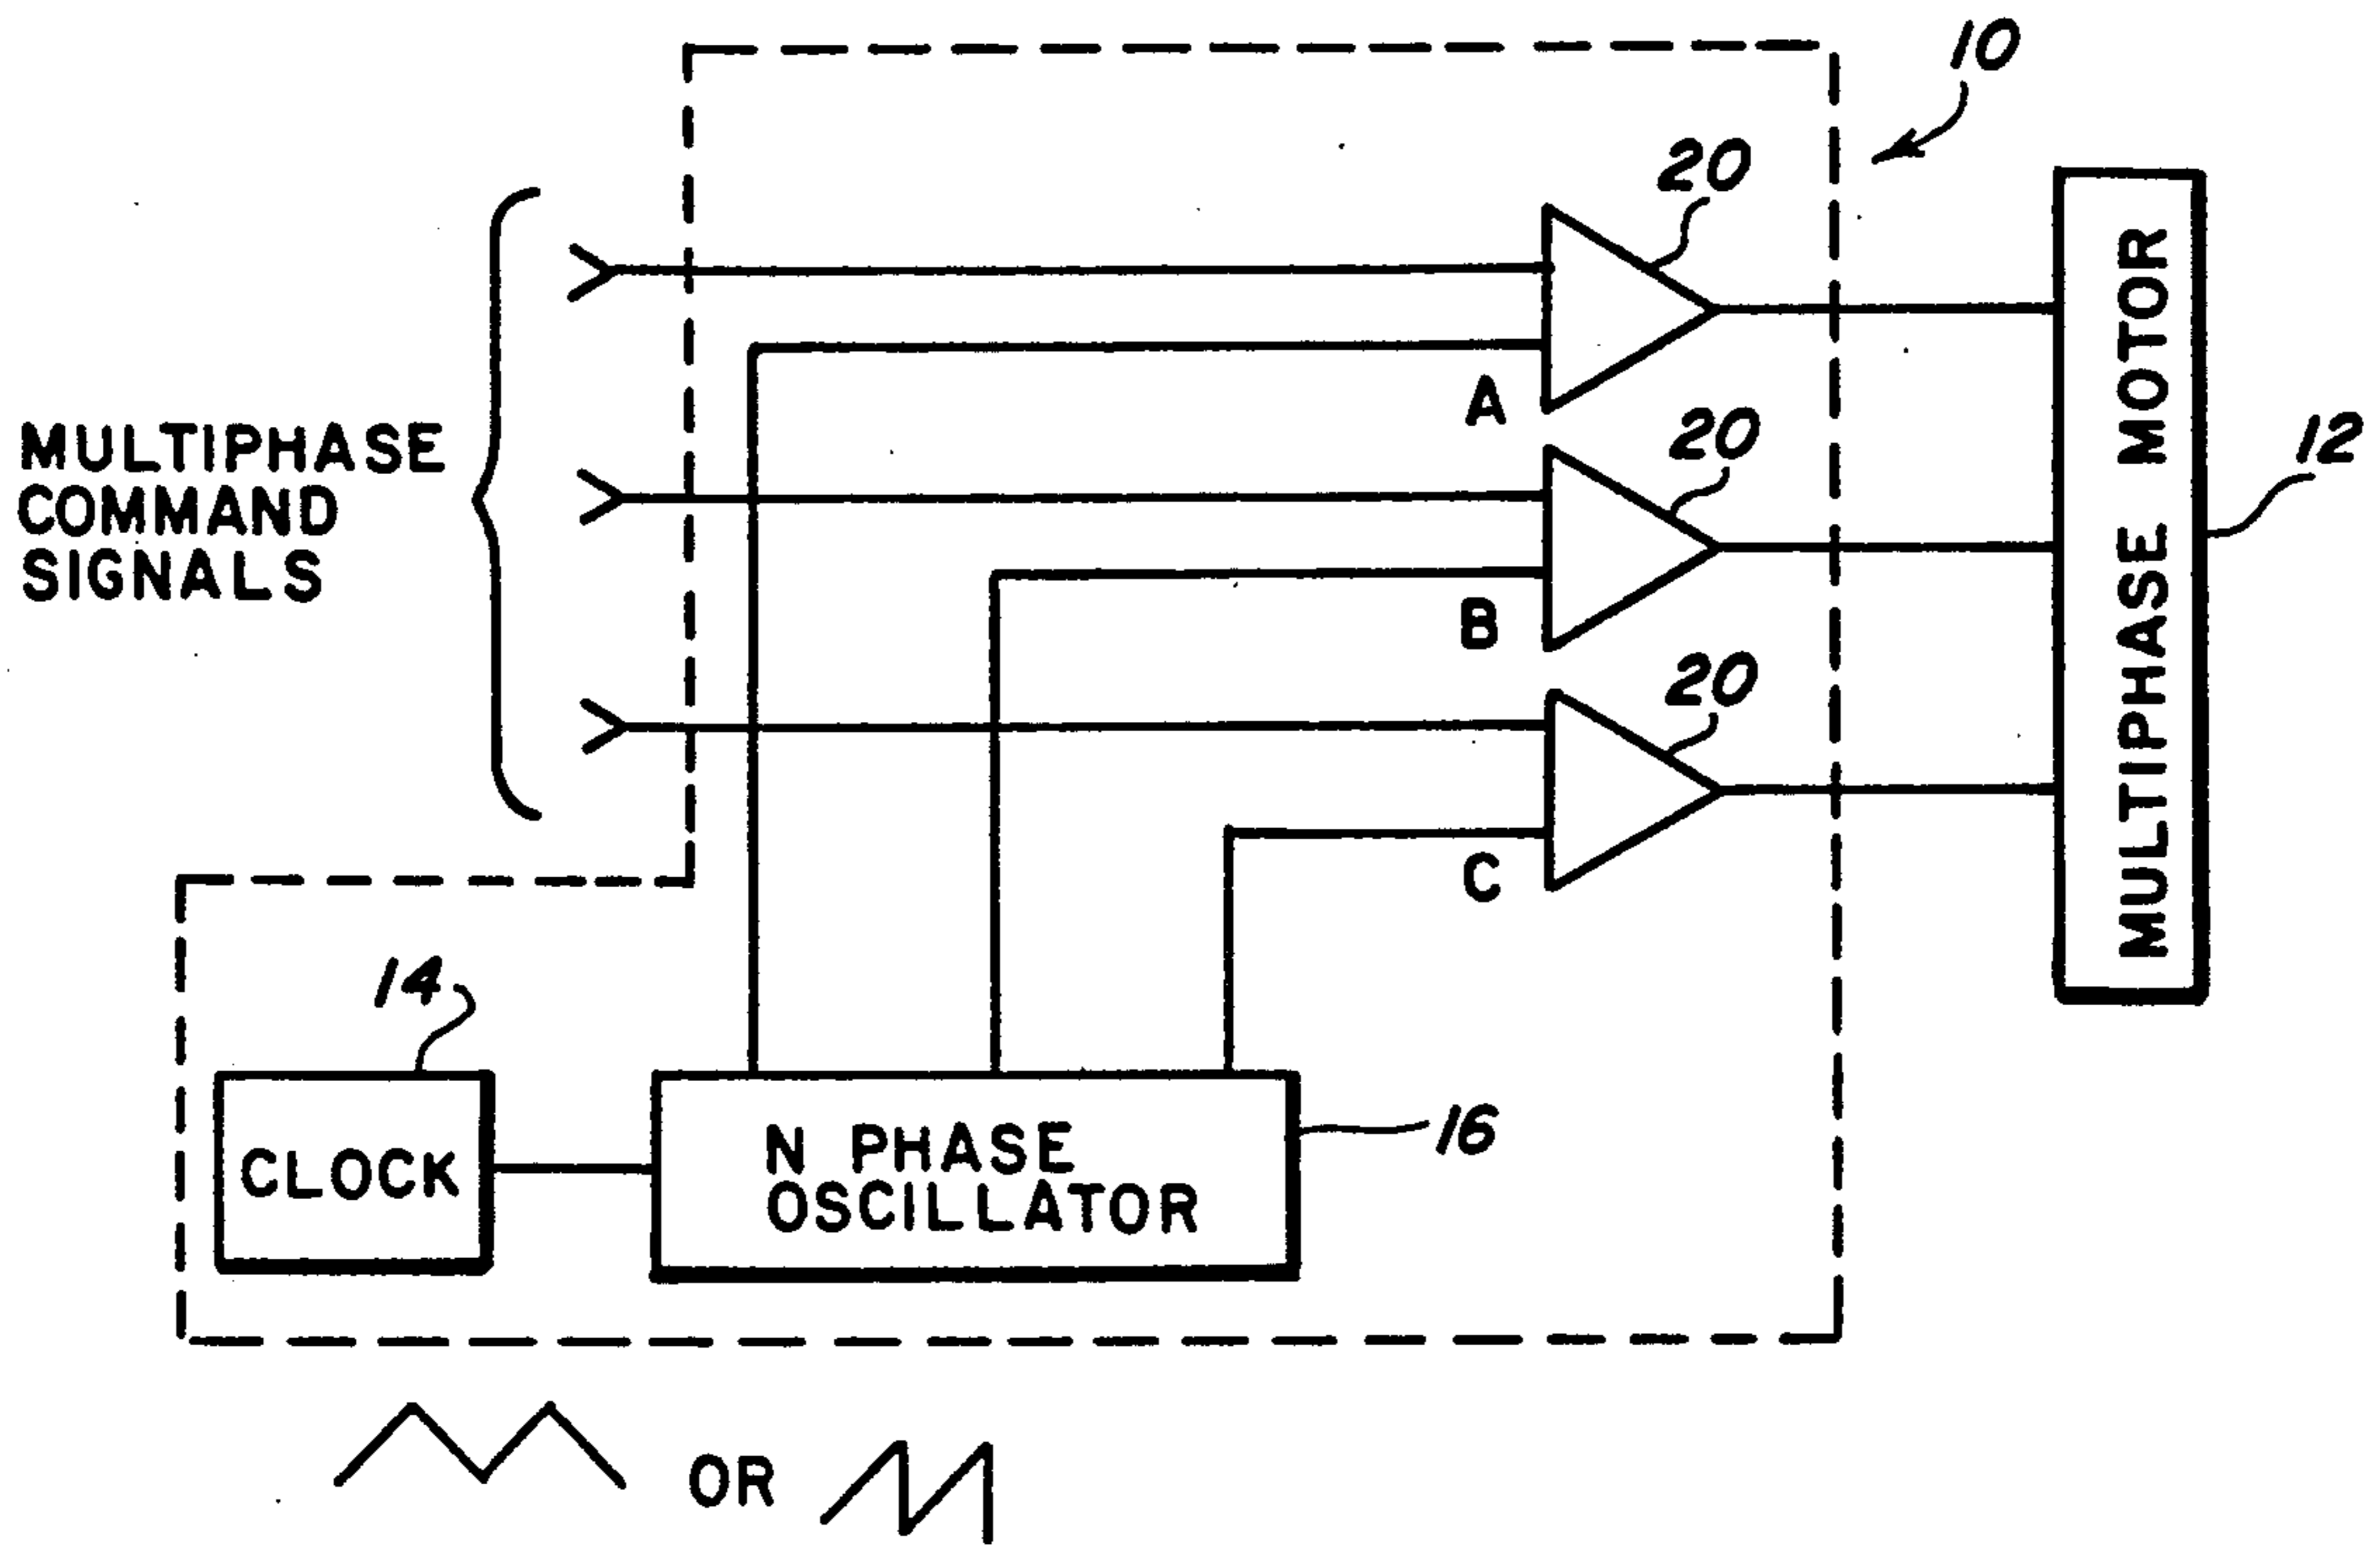 10
20
MULTIPHASE
COMMAND
SIGNALS
A
20
B
20
C
MULTIPHASE MOTOR
12
14
CLOCK
N PHASE
OSCILLATOR
16
OR